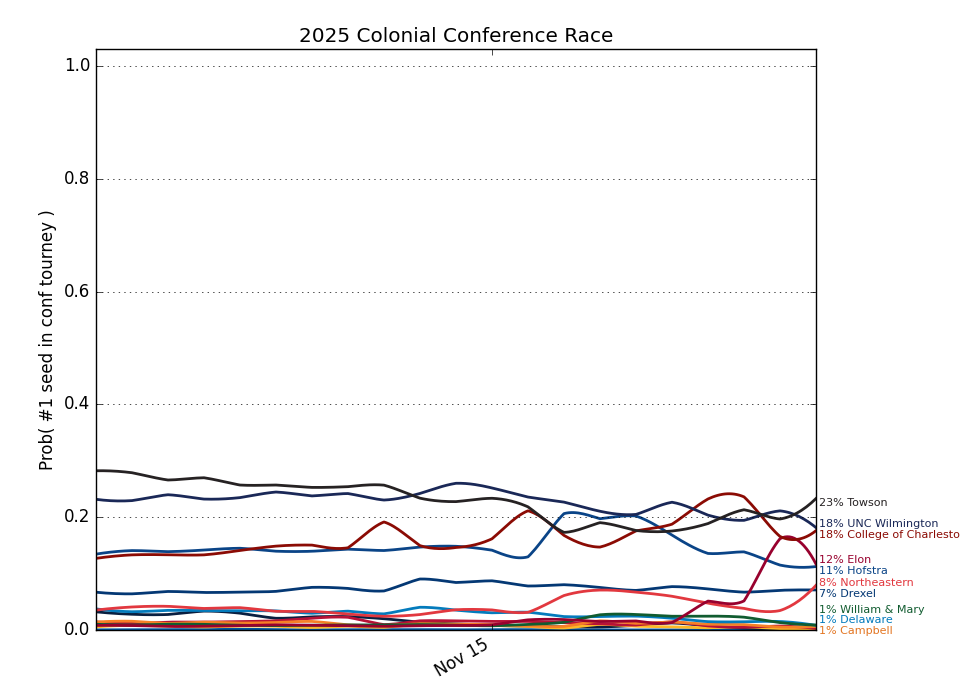 2025 Colonial Conference Race
Prob( #1 seed in conf tourney )
1.0
0.8
0.6
0.4
0.2
0.0
Nov 15
23% Towson
18% UNC Wilmington
18% College of Charlesto
12% Elon
11% Hofstra
8% Northeastern
7% Drexel
1% William & Mary
1% Delaware
1% Campbell